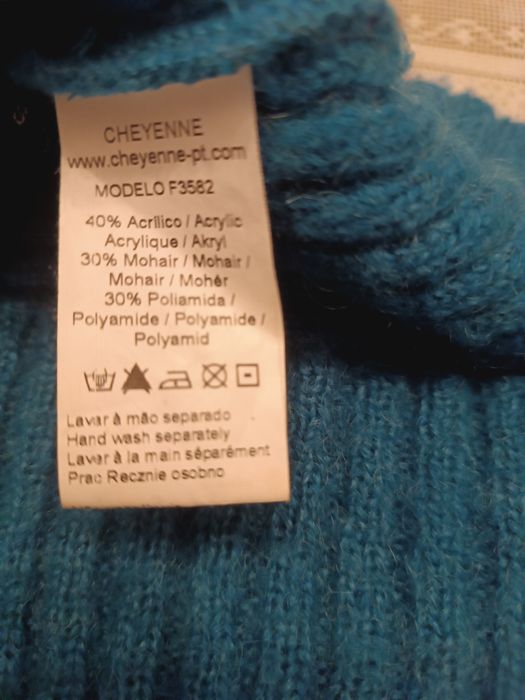 CHEYENNE
www.cheyenne-pt.com
MODELO F3582
40% Acrílico / Acrylic
Acrylique / Akryl
30% Mohair / Mohair /
Mohair / Mohér
30% Poliamida /
Polyamide / Polyamide /
Polyamid
Lavar à mão separado
Hand wash separately
Laver à la main séparément
Prac Recznie osobno